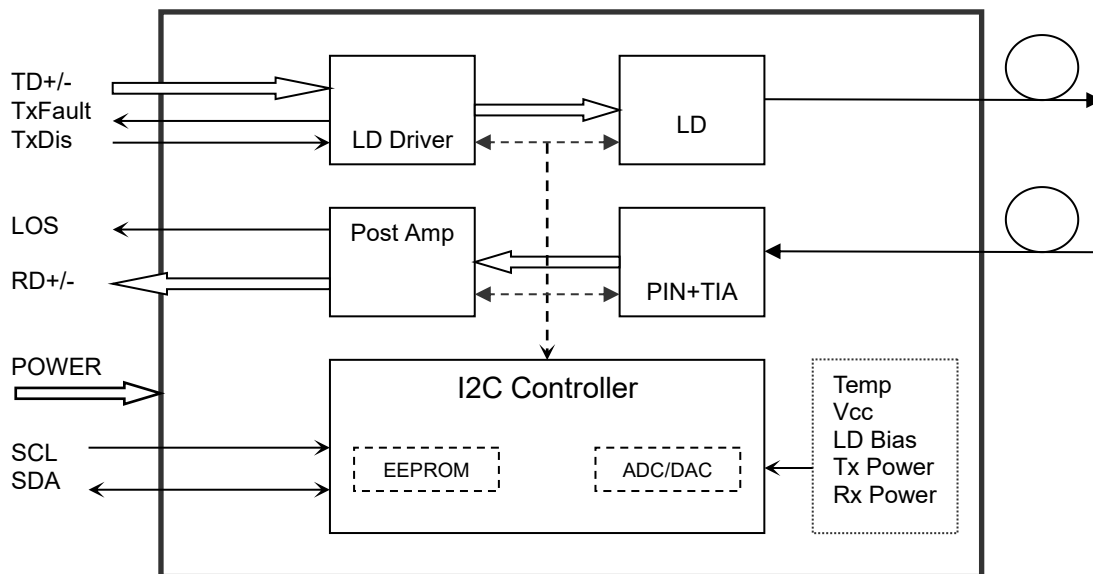 TD+/-
TxFault
TxDis
LD Driver
LD
LOS
RD+/-
Post Amp
PIN+TIA
POWER
SCL
SDA
I2C Controller
EEPROM
ADC/DAC
Temp
Vcc
LD Bias
Tx Power
Rx Power